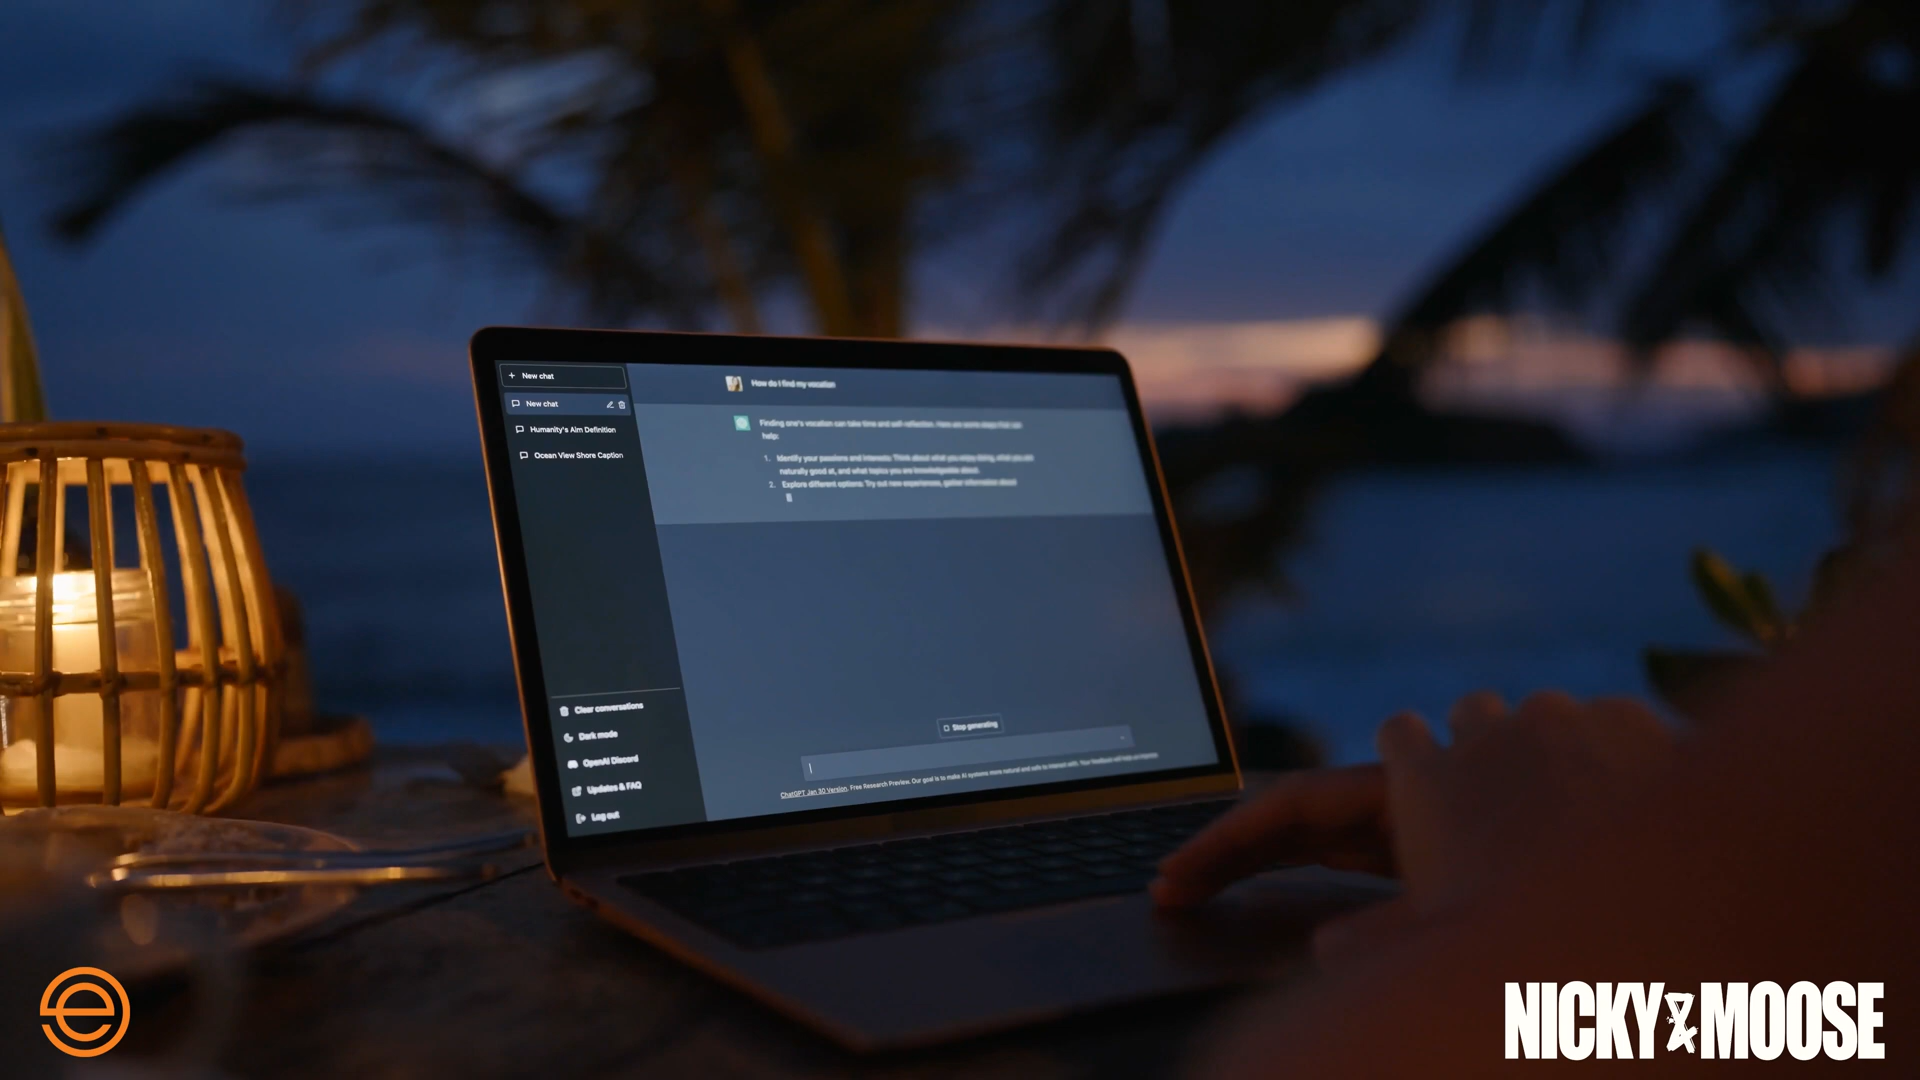 + New chat
New chat
Humanity's Aim Definition
Ocean View Shore Caption
Clear conversations
Dark mode
OpenAI Discord
Updates & FAQ
Log out
How do I find my vocation
Finding one's vocation can take time and self-reflection. Here are some steps that can
help:
1. Identify your passions and interests: Think about what you enjoy doing, what you are
naturally good at, and what topics you are knowledgeable about.
2. Explore different options: Try out new experiences, gather information about
Stop generating
ChatGPT Jan 30 Version. Free Research Preview. Our goal is to make AI systems more natural and safe to interact with. Your feedback will help us improve.
e
NICKY & MOOSE